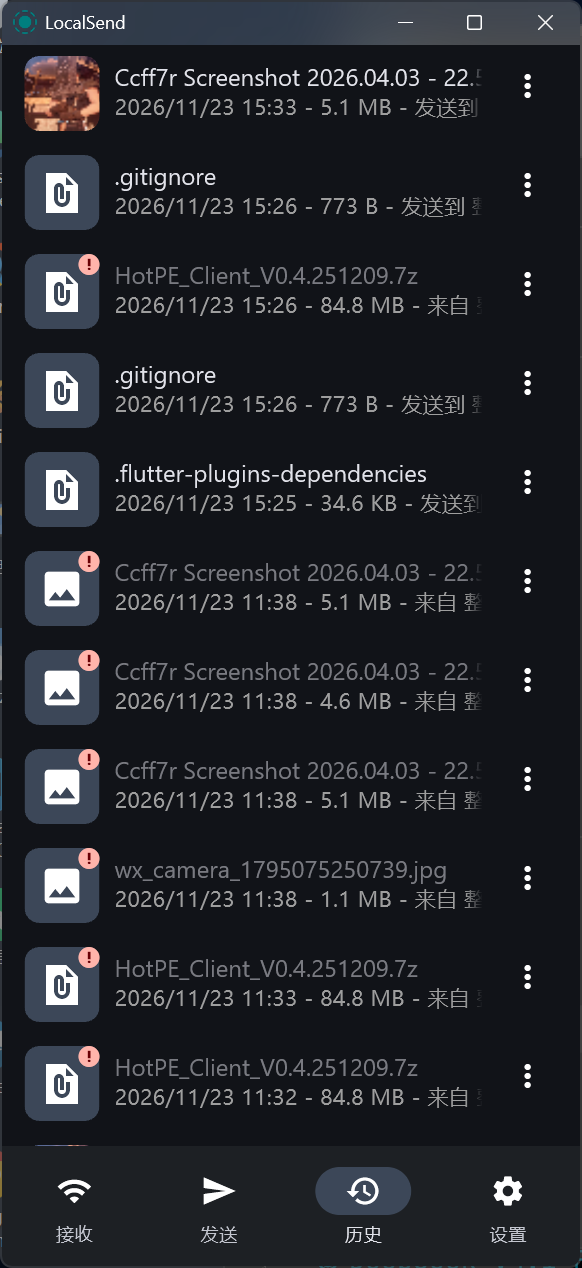 LocalSend
Ccff7r Screenshot 2026.04.03 - 22.
2026/11/23 15:33 - 5.1 MB - 发送到
.gitignore
2026/11/23 15:26 - 773 B - 发送到
HotPE_Client_V0.4.251209.7z
2026/11/23 15:26 - 84.8 MB - 来自
.gitignore
2026/11/23 15:26 - 773 B - 发送到
.flutter-plugins-dependencies
2026/11/23 15:25 - 34.6 KB - 发送到
Ccff7r Screenshot 2026.04.03 - 22.
2026/11/23 11:38 - 5.1 MB - 来自 整
Ccff7r Screenshot 2026.04.03 - 22.
2026/11/23 11:38 - 4.6 MB - 来自 整
Ccff7r Screenshot 2026.04.03 - 22.
2026/11/23 11:38 - 5.1 MB - 来自 整
wx_camera_1795075250739.jpg
2026/11/23 11:38 - 1.1 MB - 来自 整
HotPE_Client_V0.4.251209.7z
2026/11/23 11:33 - 84.8 MB - 来自
HotPE_Client_V0.4.251209.7z
2026/11/23 11:32 - 84.8 MB - 来自
接收
发送
历史
设置